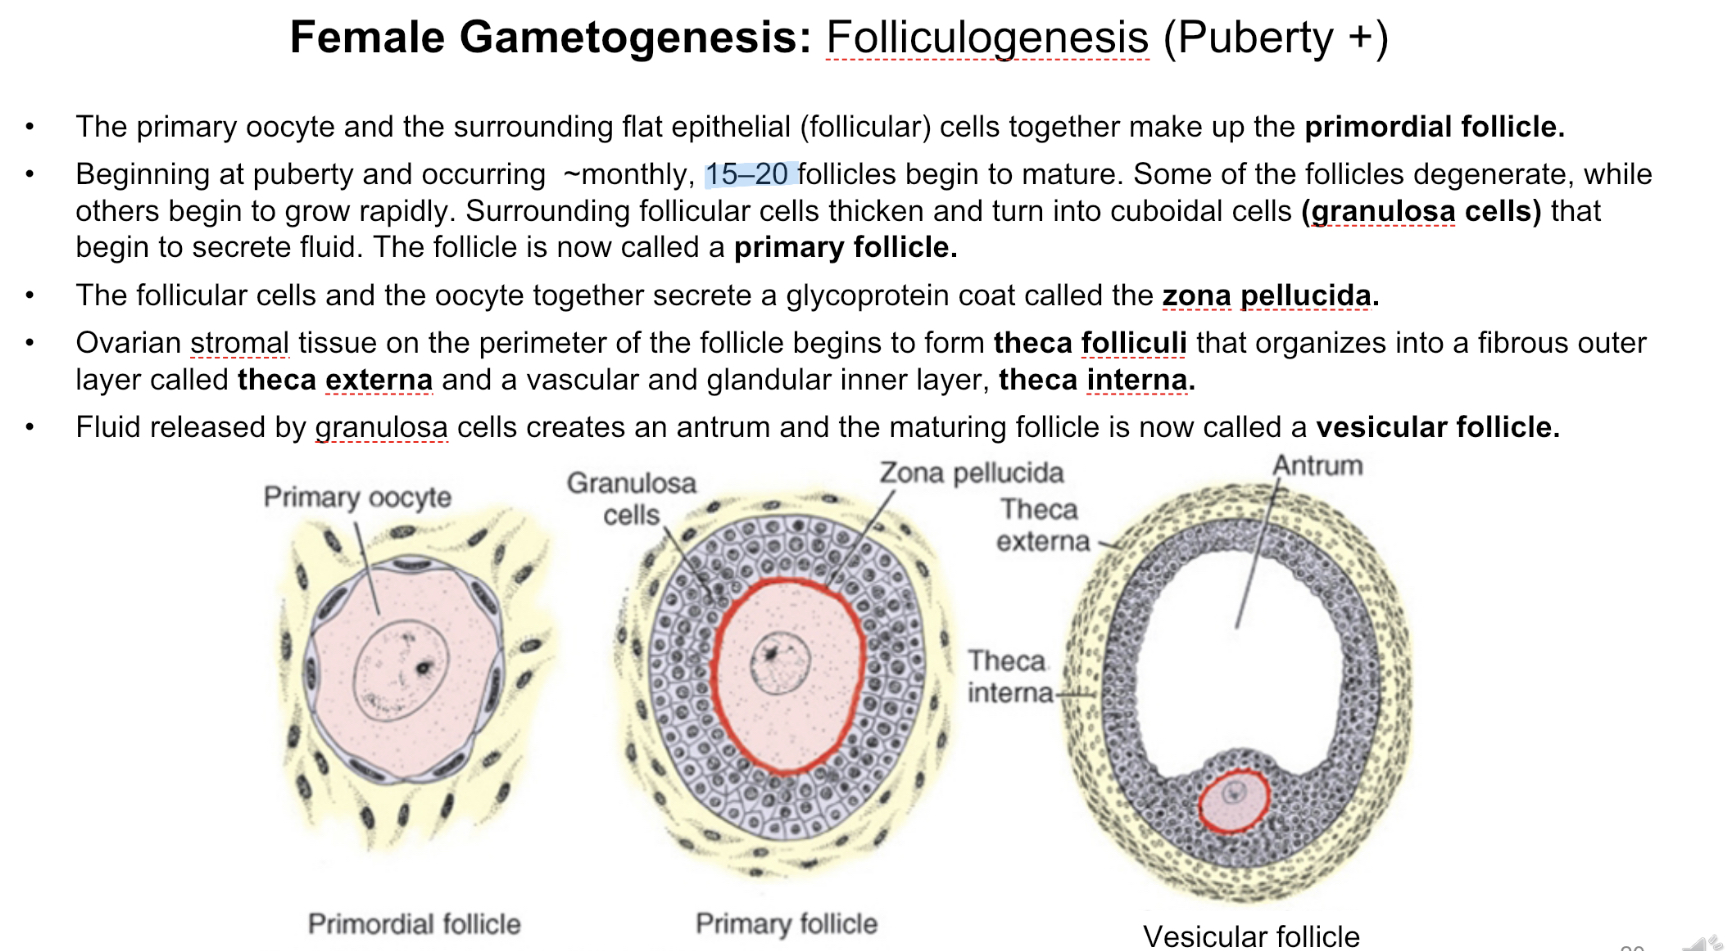 Female Gametogenesis: Folliculogenesis (Puberty +)
• The primary oocyte and the surrounding flat epithelial (follicular) cells together make up the primordial follicle.
• Beginning at puberty and occurring ~monthly, 15–20 follicles begin to mature. Some of the follicles degenerate, while
others begin to grow rapidly. Surrounding follicular cells thicken and turn into cuboidal cells (granulosa cells) that
begin to secrete fluid. The follicle is now called a primary follicle.
• The follicular cells and the oocyte together secrete a glycoprotein coat called the zona pellucida.
• Ovarian stromal tissue on the perimeter of the follicle begins to form theca folliculi that organizes into a fibrous outer
layer called theca externa and a vascular and glandular inner layer, theca interna.
• Fluid released by granulosa cells creates an antrum and the maturing follicle is now called a vesicular follicle.
Primary oocyte
Granulosa
cells
Zona pellucida
Theca
externa
Antrum
Theca
interna
Primordial follicle
Primary follicle
Vesicular follicle